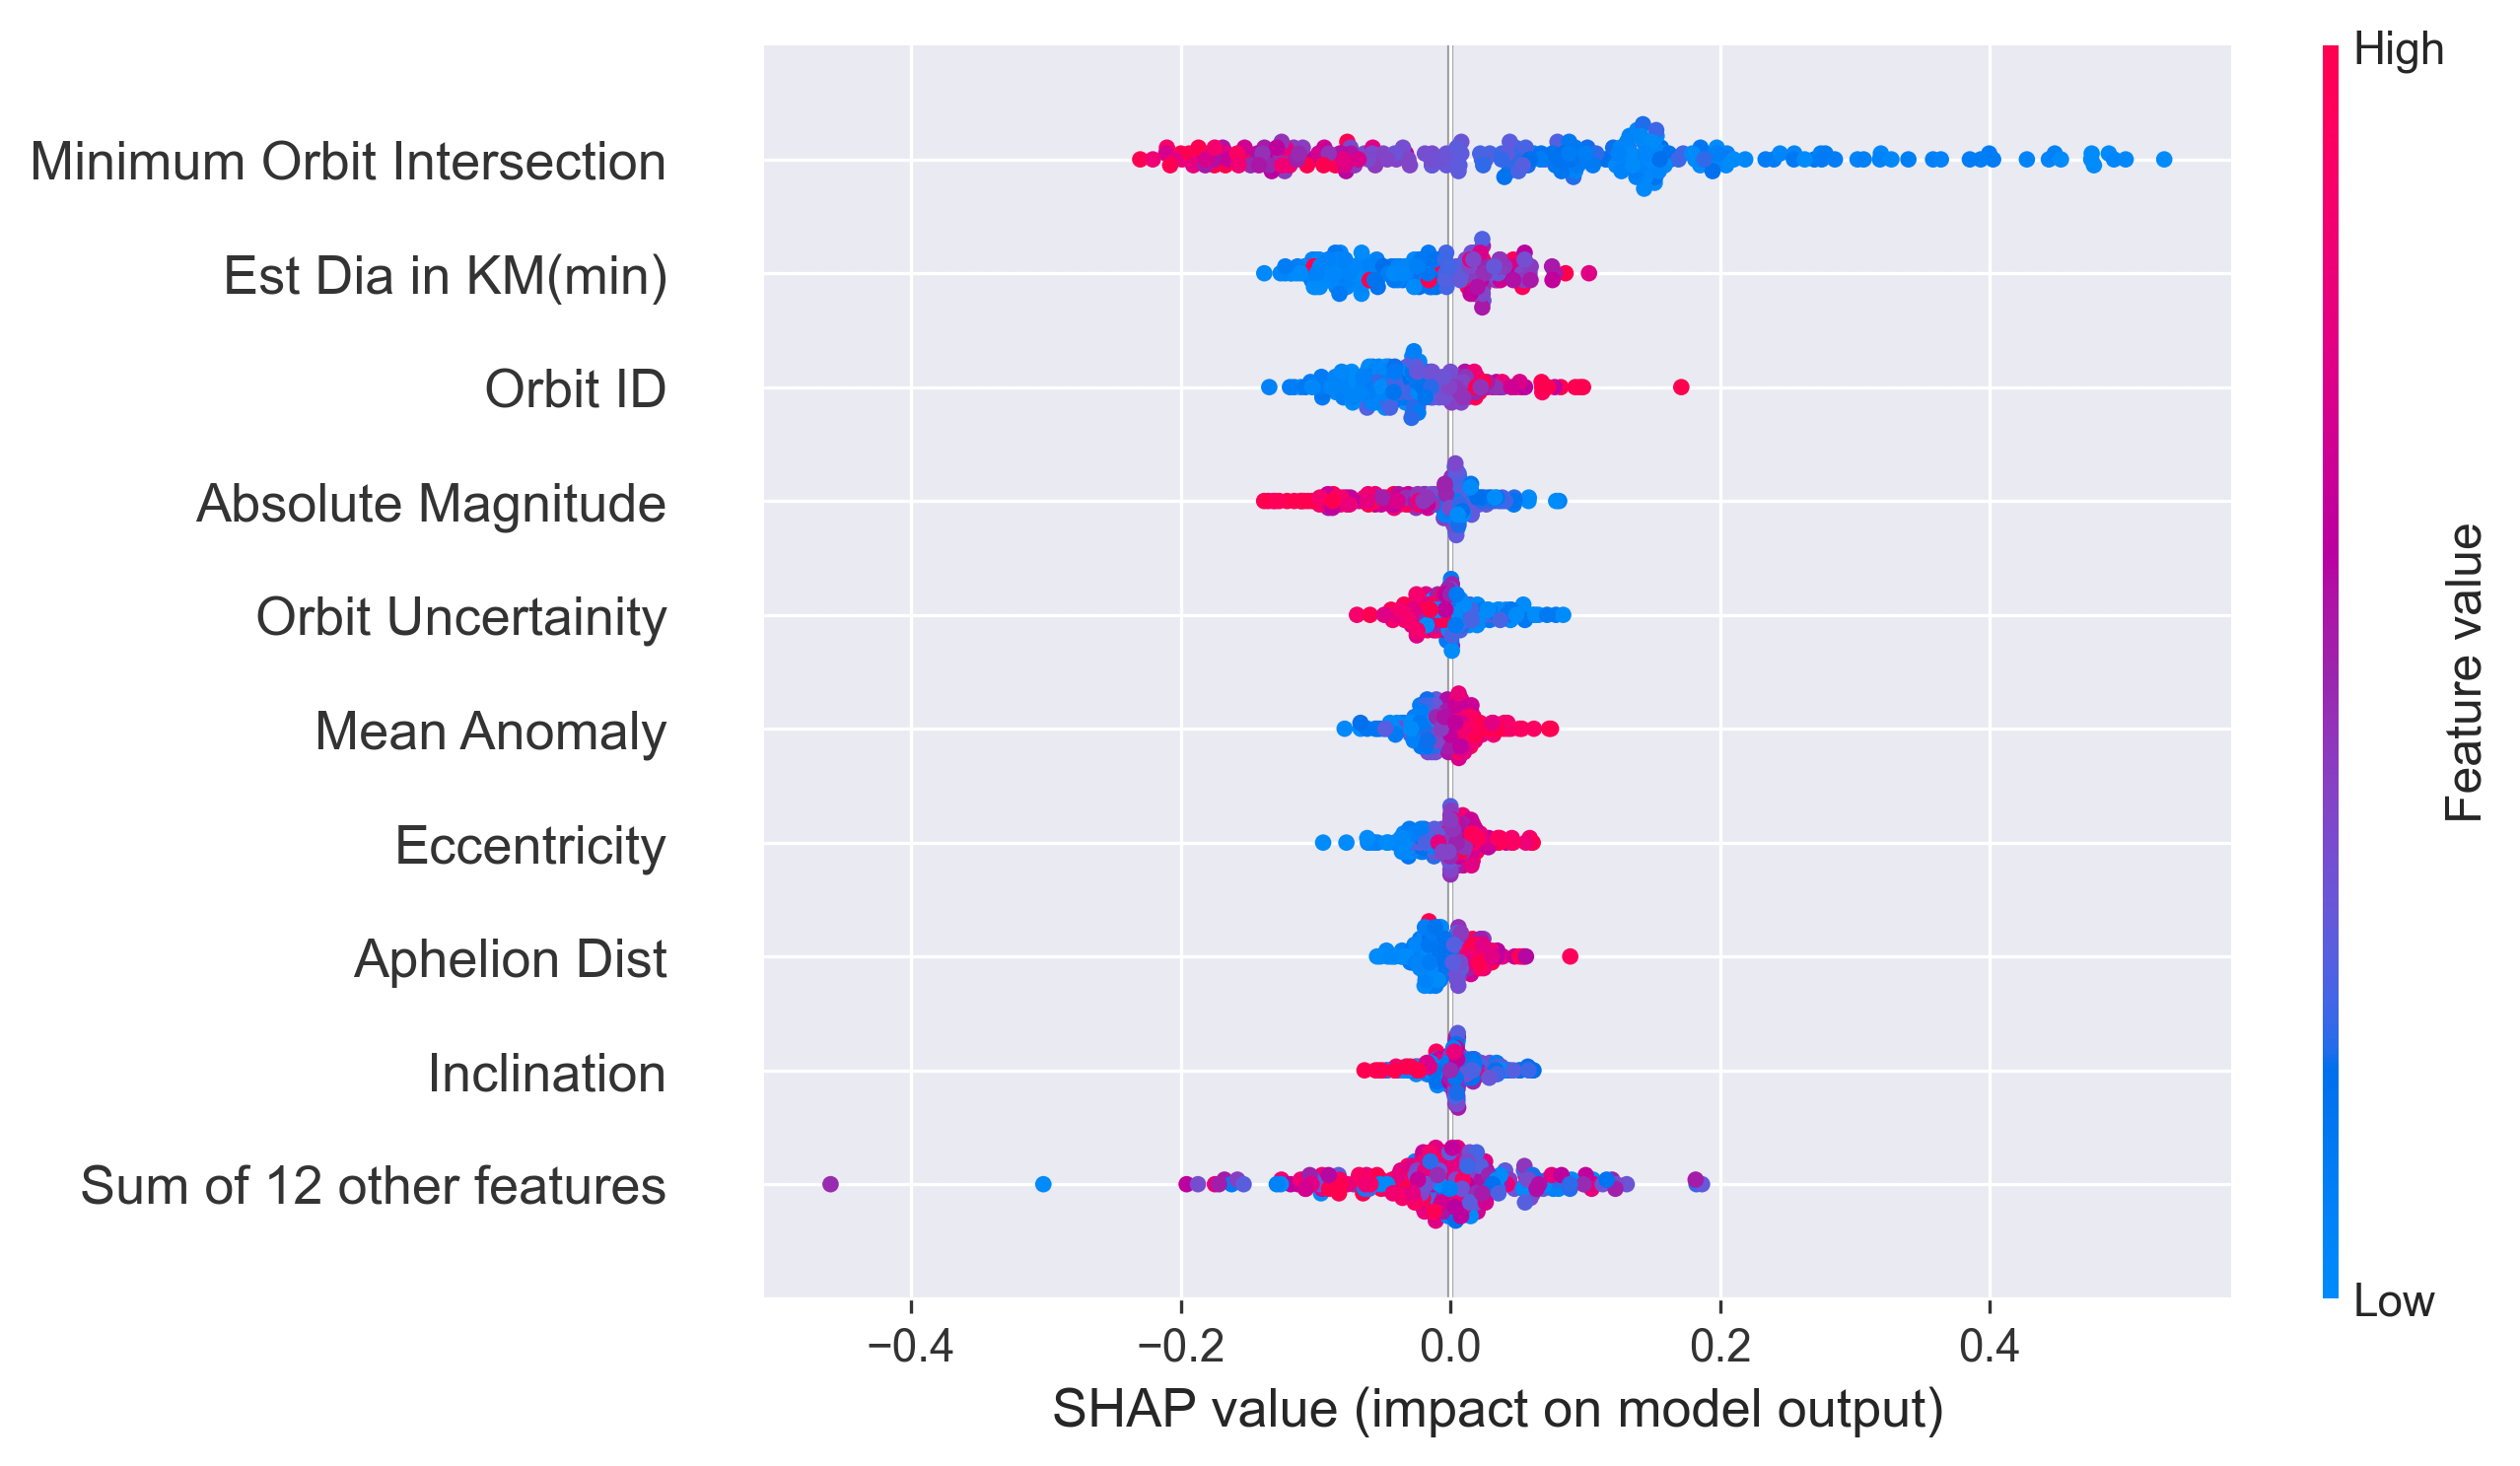 High
Minimum Orbit Intersection
Est Dia in KM(min)
Orbit ID
Absolute Magnitude
Orbit Uncertainity
Mean Anomaly
Eccentricity
Aphelion Dist
Inclination
Sum of 12 other features
Feature value
Low
−0.4 −0.2 0.0 0.2 0.4
SHAP value (impact on model output)